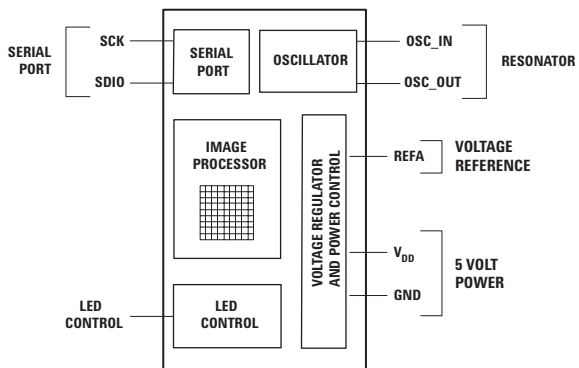 SERIAL
PORT
SCK
SDIO
SERIAL
PORT
OSCILLATOR
OSC_IN
OSC_OUT
RESONATOR
IMAGE
PROCESSOR
VOLTAGE REGULATOR
AND POWER CONTROL
REFA
VOLTAGE
REFERENCE
VDD
GND
5 VOLT
POWER
LED
CONTROL
LED
CONTROL